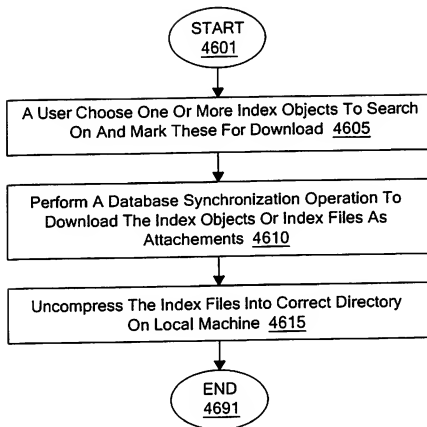 START
4601
A User Choose One Or More Index Objects To Search
On And Mark These For Download 4605
Perform A Database Synchronization Operation To
Download The Index Objects Or Index Files As
Attachements 4610
Uncompress The Index Files Into Correct Directory
On Local Machine 4615
END
4691